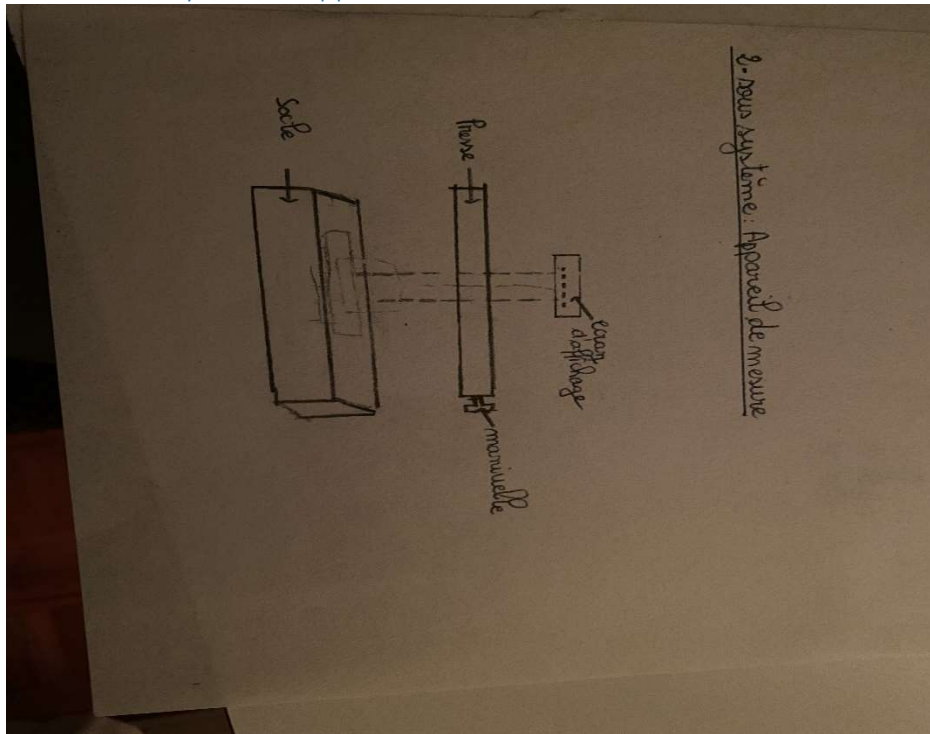 2- sous système : Appareil de mesure
écran
d'affichage
Presse
manivelle
Socle